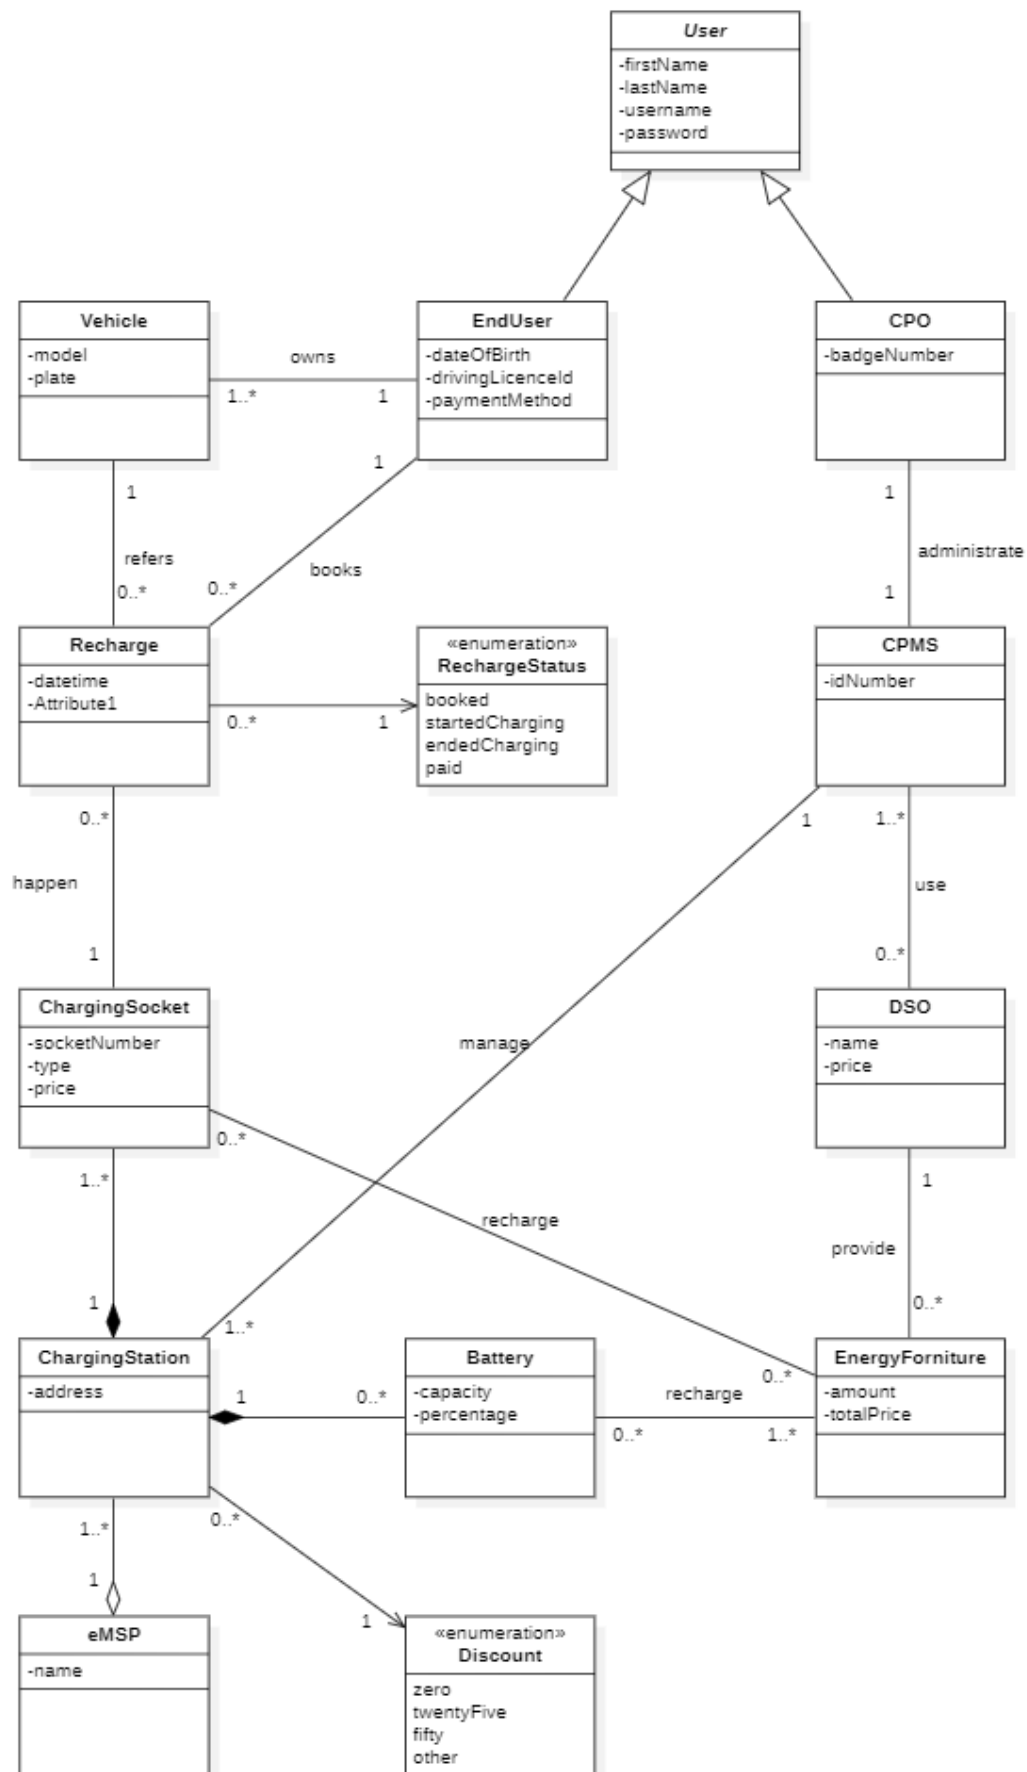 User
-firstName
-lastName
-username
-password
Vehicle
-model
-plate
owns
1..*
1
EndUser
-dateOfBirth
-drivingLicenceId
-paymentMethod
CPO
-badgeNumber
1
refers
0..*
1
books
0..*
1
administrate
1
Recharge
-datetime
-Attribute1
0..*
1
«enumeration»
RechargeStatus
booked
startedCharging
endedCharging
paid
CPMS
-idNumber
0..*
happen
1
1
manage
1..*
1..*
use
0..*
ChargingSocket
-socketNumber
-type
-price
DSO
-name
-price
0..*
recharge
0..*
1..*
1
1
provide
0..*
ChargingStation
-address
1
0..*
Battery
-capacity
-percentage
recharge
0..*
1..*
EnergyForniture
-amount
-totalPrice
1..*
1
0..*
1
eMSP
-name
«enumeration»
Discount
zero
twentyFive
fifty
other